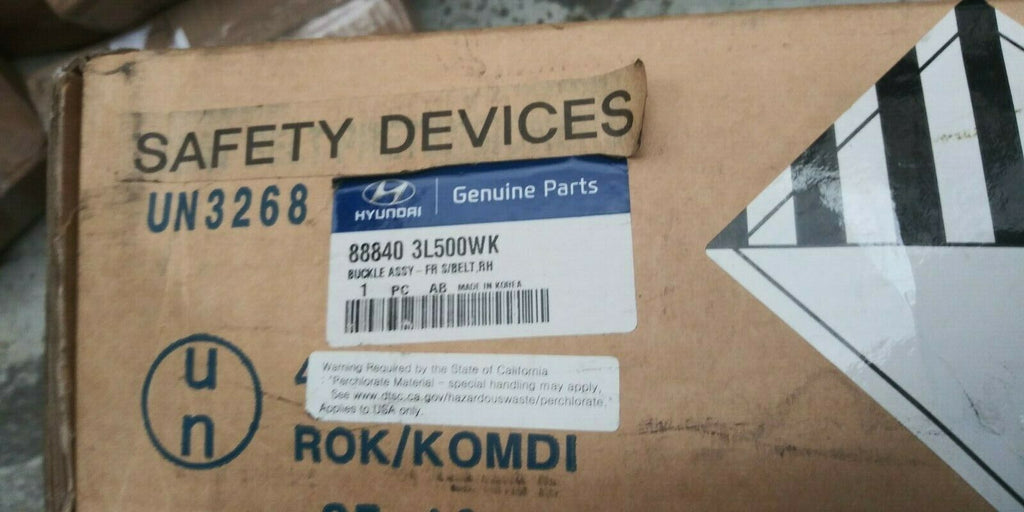 SAFETY DEVICES
UN3268
HYUNDAI
Genuine Parts
88840 3L500WK
BUCKLE ASSY-FR S/BELT,RH
1 PC AB MADE IN KOREA
u
n
4
Warning Required by the State of California
"Perchlorate Material - special handling may apply,
See www.dtsc.ca.gov/hazardouswaste/perchlorate."
Applies to USA only.
ROK/KOMDI